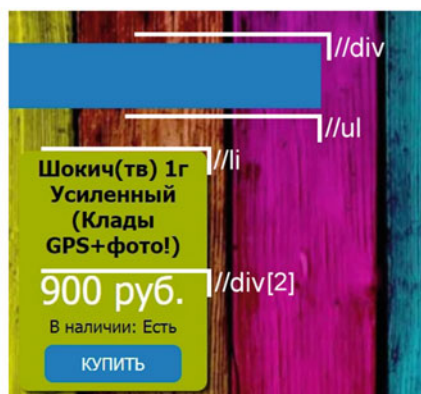 //div
//ul
//li
Шокич(тв) 1г
Усиленный
(Клады
GPS+фото!)
//div[2]
900 руб.
В наличии: Есть
КУПИТЬ